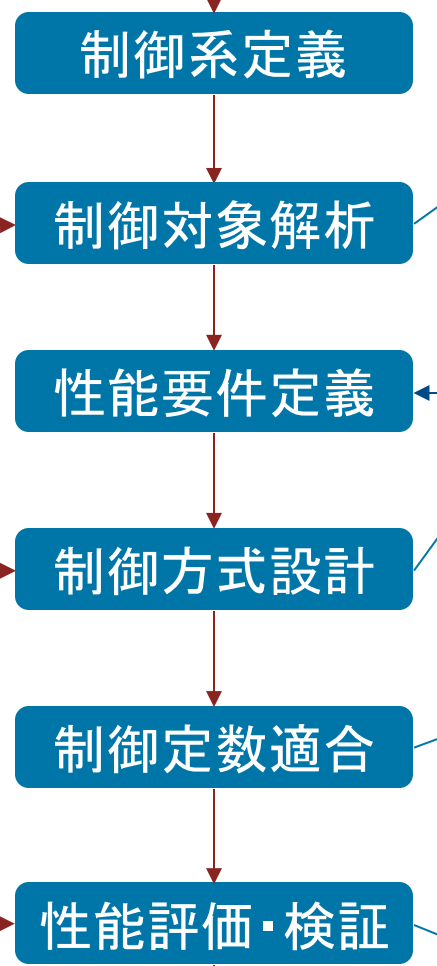 制御系定義
制御対象解析
性能要件定義
制御方式設計
制御定数適合
性能評価・検証